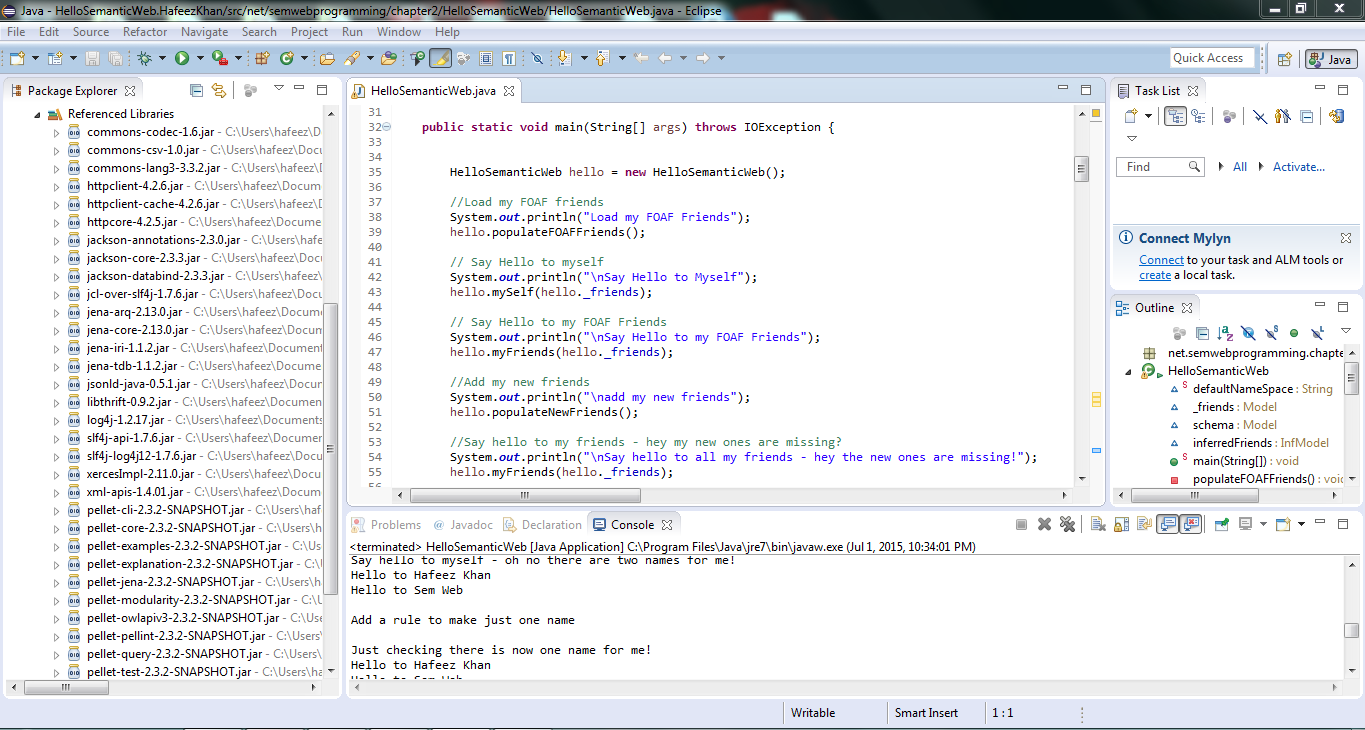 Java - HelloSemanticWeb.HafeezKhan/src/net/semwebprogramming/chapter2/HelloSemanticWeb/HelloSemanticWeb.java - Eclipse
File Edit Source Refactor Navigate Search Project Run Window Help
Quick Access Java
Package Explorer
Referenced Libraries
commons-codec-1.6.jar - C:\Users\hafeez\D
commons-csv-1.0.jar - C:\Users\hafeez\Docu
commons-lang3-3.3.2.jar - C:\Users\hafeez\
httpclient-4.2.6.jar - C:\Users\hafeez\Docum
httpclient-cache-4.2.6.jar - C:\Users\hafeez
httpcore-4.2.5.jar - C:\Users\hafeez\Docum
jackson-annotations-2.3.0.jar - C:\Users\hafe
jackson-core-2.3.3.jar - C:\Users\hafeez\Doc
jackson-databind-2.3.3.jar - C:\Users\hafeez
jcl-over-slf4j-1.7.6.jar - C:\Users\hafeez\Do
jena-arq-2.13.0.jar - C:\Users\hafeez\Docum
jena-core-2.13.0.jar - C:\Users\hafeez\Docu
jena-iri-1.1.2.jar - C:\Users\hafeez\Document
jena-tdb-1.1.2.jar - C:\Users\hafeez\Docum
jsonld-java-0.5.1.jar - C:\Users\hafeez\Docu
libthrift-0.9.2.jar - C:\Users\hafeez\Documen
log4j-1.2.17.jar - C:\Users\hafeez\Documents
slf4j-api-1.7.6.jar - C:\Users\hafeez\Docum
slf4j-log4j12-1.7.6.jar - C:\Users\hafeez\Doc
xercesImpl-2.11.0.jar - C:\Users\hafeez\Doc
xml-apis-1.4.01.jar - C:\Users\hafeez\Docum
pellet-cli-2.3.2-SNAPSHOT.jar - C:\Users\haf
pellet-core-2.3.2-SNAPSHOT.jar - C:\Users\h
pellet-examples-2.3.2-SNAPSHOT.jar - C:\Us
pellet-explanation-2.3.2-SNAPSHOT.jar - C:\
pellet-jena-2.3.2-SNAPSHOT.jar - C:\Users\h
pellet-modularity-2.3.2-SNAPSHOT.jar - C:\U
pellet-owlapiv3-2.3.2-SNAPSHOT.jar - C:\Us
pellet-pellint-2.3.2-SNAPSHOT.jar - C:\User
pellet-query-2.3.2-SNAPSHOT.jar - C:\Users
pellet-test-2.3.2-SNAPSHOT.jar - C:\Users\ha
HelloSemanticWeb.java
31
32 public static void main(String[] args) throws IOException {
33
34
35 HelloSemanticWeb hello = new HelloSemanticWeb();
36
37 //Load my FOAF friends
38 System.out.println("Load my FOAF Friends");
39 hello.populateFOAFFriends();
40
41 // Say Hello to myself
42 System.out.println("\nSay Hello to Myself");
43 hello.mySelf(hello._friends);
44
45 // Say Hello to my FOAF Friends
46 System.out.println("\nSay Hello to my FOAF Friends");
47 hello.myFriends(hello._friends);
48
49 //Add my new friends
50 System.out.println("\nadd my new friends");
51 hello.populateNewFriends();
52
53 //Say hello to my friends - hey my new ones are missing?
54 System.out.println("\nSay hello to all my friends - hey the new ones are missing!");
55 hello.myFriends(hello._friends);
Task List
Find All Activate...
Connect Mylyn
Connect to your task and ALM tools or
create a local task.
Outline
net.semwebprogramming.chapte
HelloSemanticWeb
defaultNameSpace : String
_friends : Model
schema : Model
inferredFriends : InfModel
main(String[]) : void
populateFOAFFriends() : void
Problems Javadoc Declaration Console
<terminated> HelloSemanticWeb [Java Application] C:\Program Files\Java\jre7\bin\javaw.exe (Jul 1, 2015, 10:34:01 PM)
Say hello to myself - oh no there are two names for me!
Hello to Hafeez Khan
Hello to Sem Web
Add a rule to make just one name
Just checking there is now one name for me!
Hello to Hafeez Khan
Hello to Sem Web
Writable Smart Insert 1 : 1